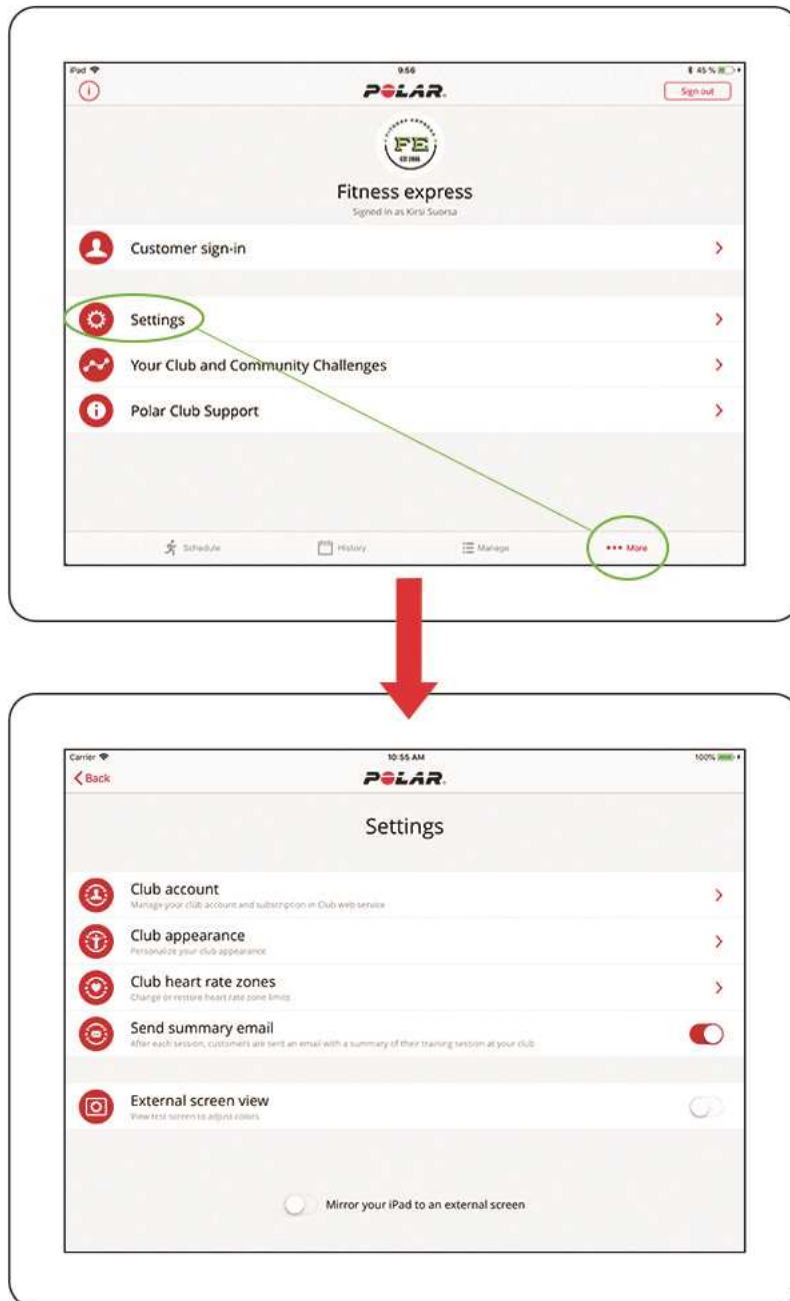 iPad
9:56
45 %
POLAR.
Sign out
FITNESS EXPRESS
FE
Fitness express
Signed in as Kirsi Suorsa
Customer sign-in
Settings
Your Club and Community Challenges
Polar Club Support
Schedule
History
Manage
More
Carrier
10:55 AM
100%
Back
POLAR.
Settings
Club account
Manage your club account and subscription in Club web service
Club appearance
Personalize your club appearance
Club heart rate zones
Change or restore heart rate zone limits
Send summary email
After each session, customers are sent an email with a summary of their training session at your club
External screen view
View test screen to adjust colors
Mirror your iPad to an external screen